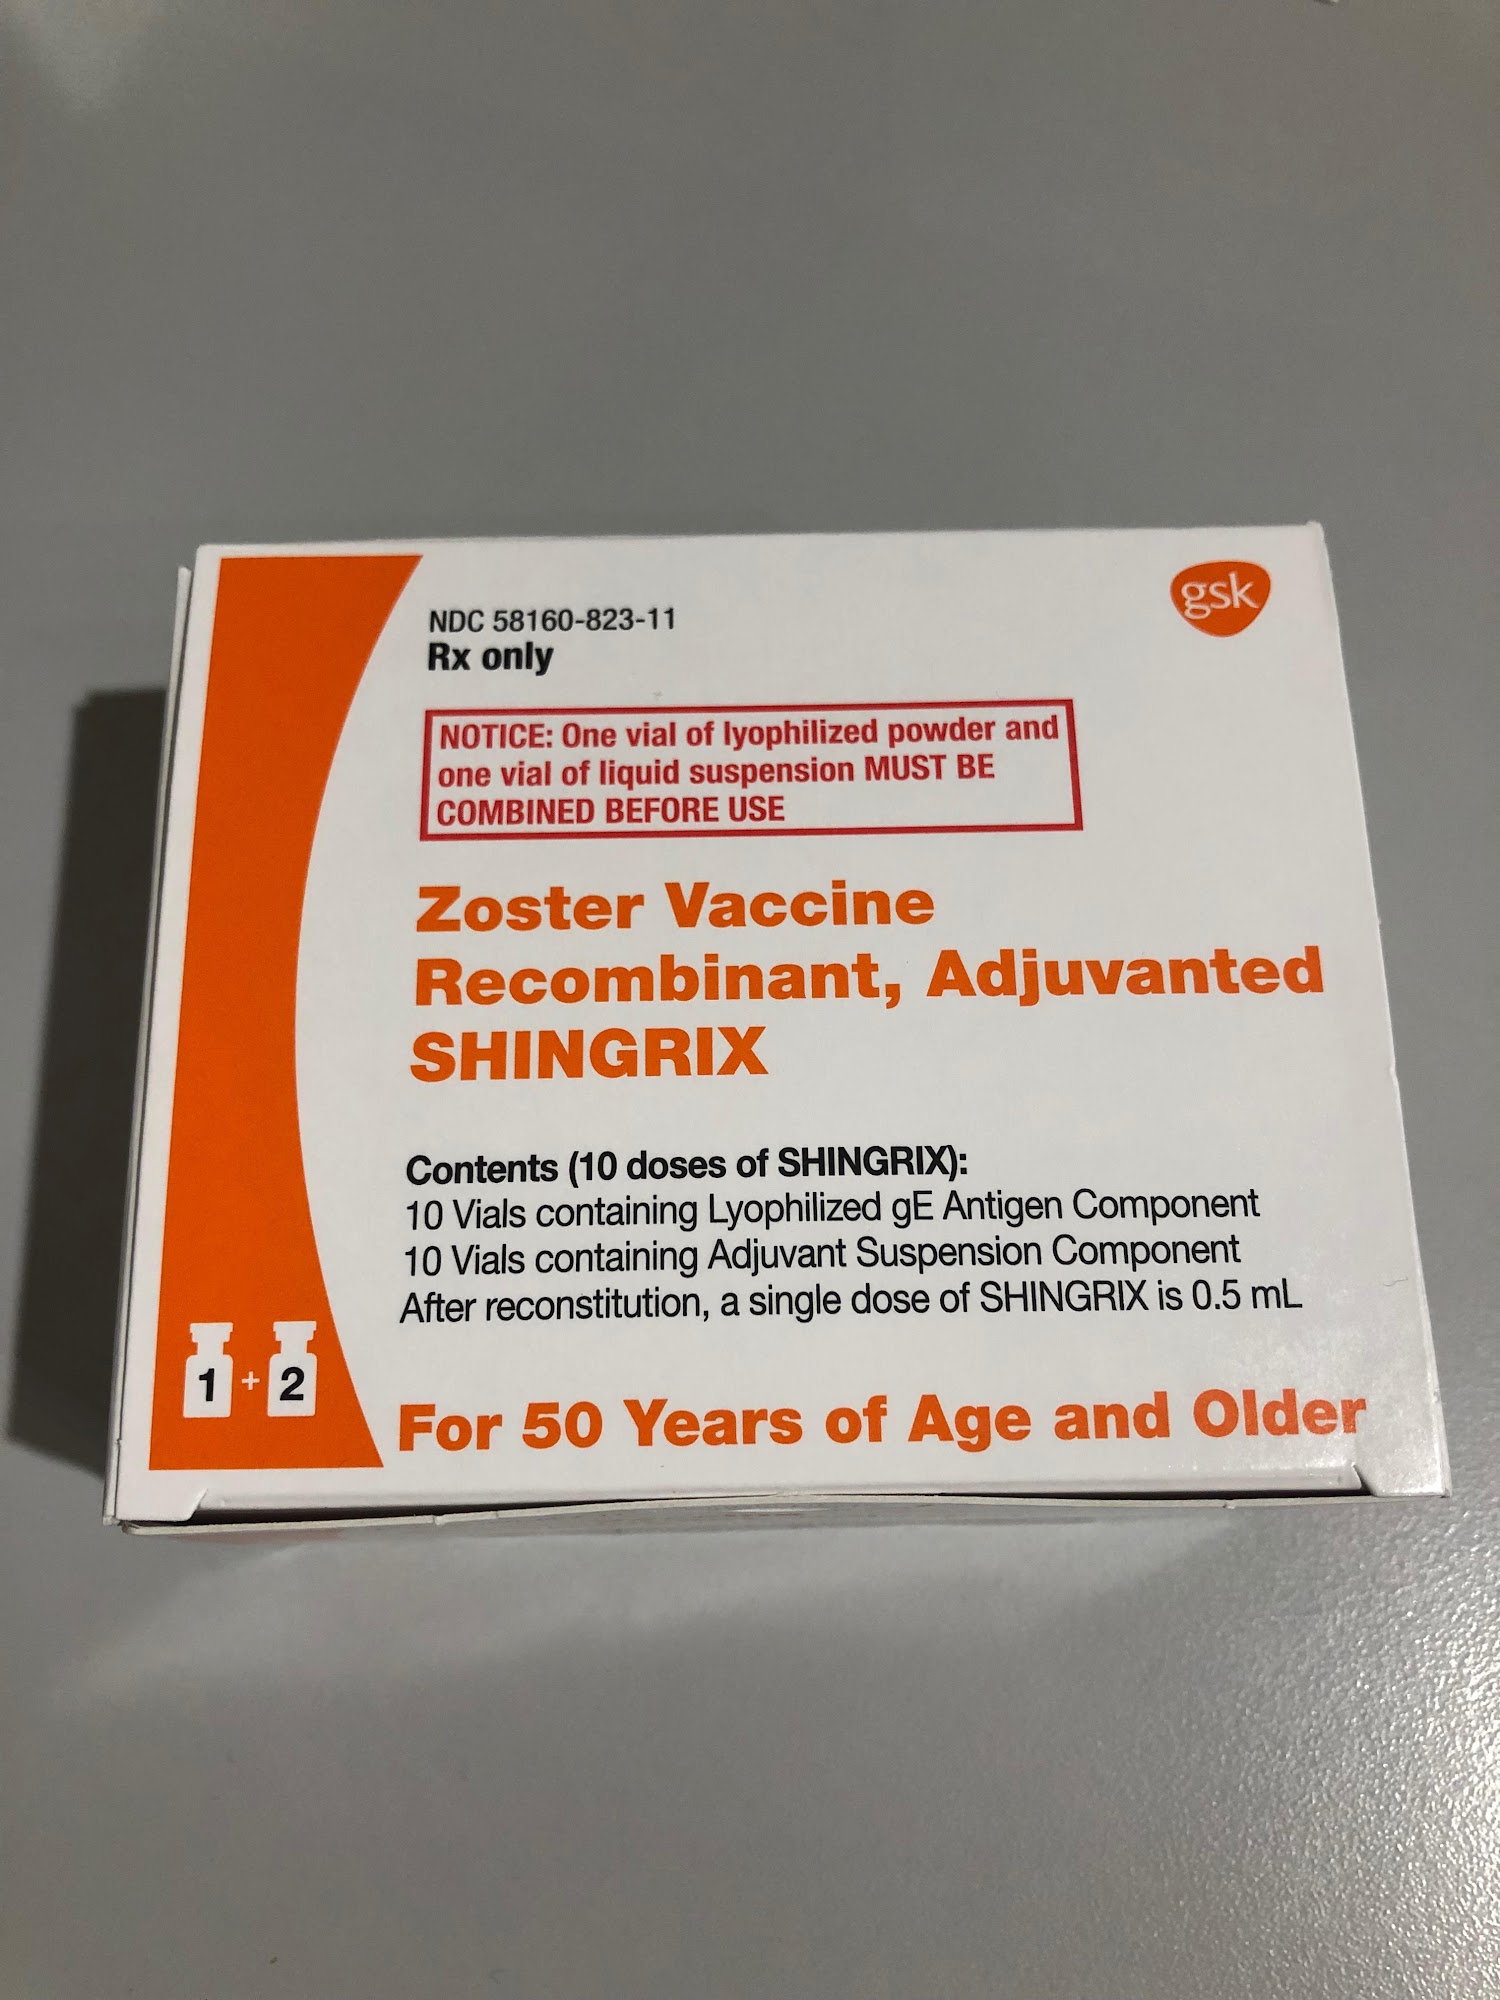 gsk
NDC 58160-823-11
Rx only
NOTICE: One vial of lyophilized powder and
one vial of liquid suspension MUST BE
COMBINED BEFORE USE
Zoster Vaccine
Recombinant, Adjuvanted
SHINGRIX
Contents (10 doses of SHINGRIX):
10 Vials containing Lyophilized gE Antigen Component
10 Vials containing Adjuvant Suspension Component
After reconstitution, a single dose of SHINGRIX is 0.5 mL
1 + 2
For 50 Years of Age and Older